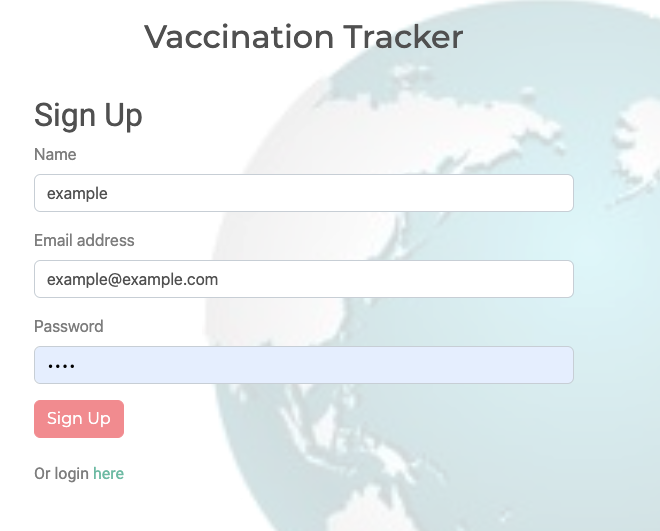 Vaccination Tracker
Sign Up
Name
example
Email address
example@example.com
Password
••••
Sign Up
Or login here